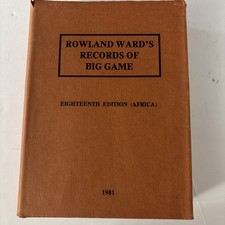 ROWLAND WARD'S
RECORDS OF
BIG GAME
EIGHTEENTH EDITION (AFRICA)
1981